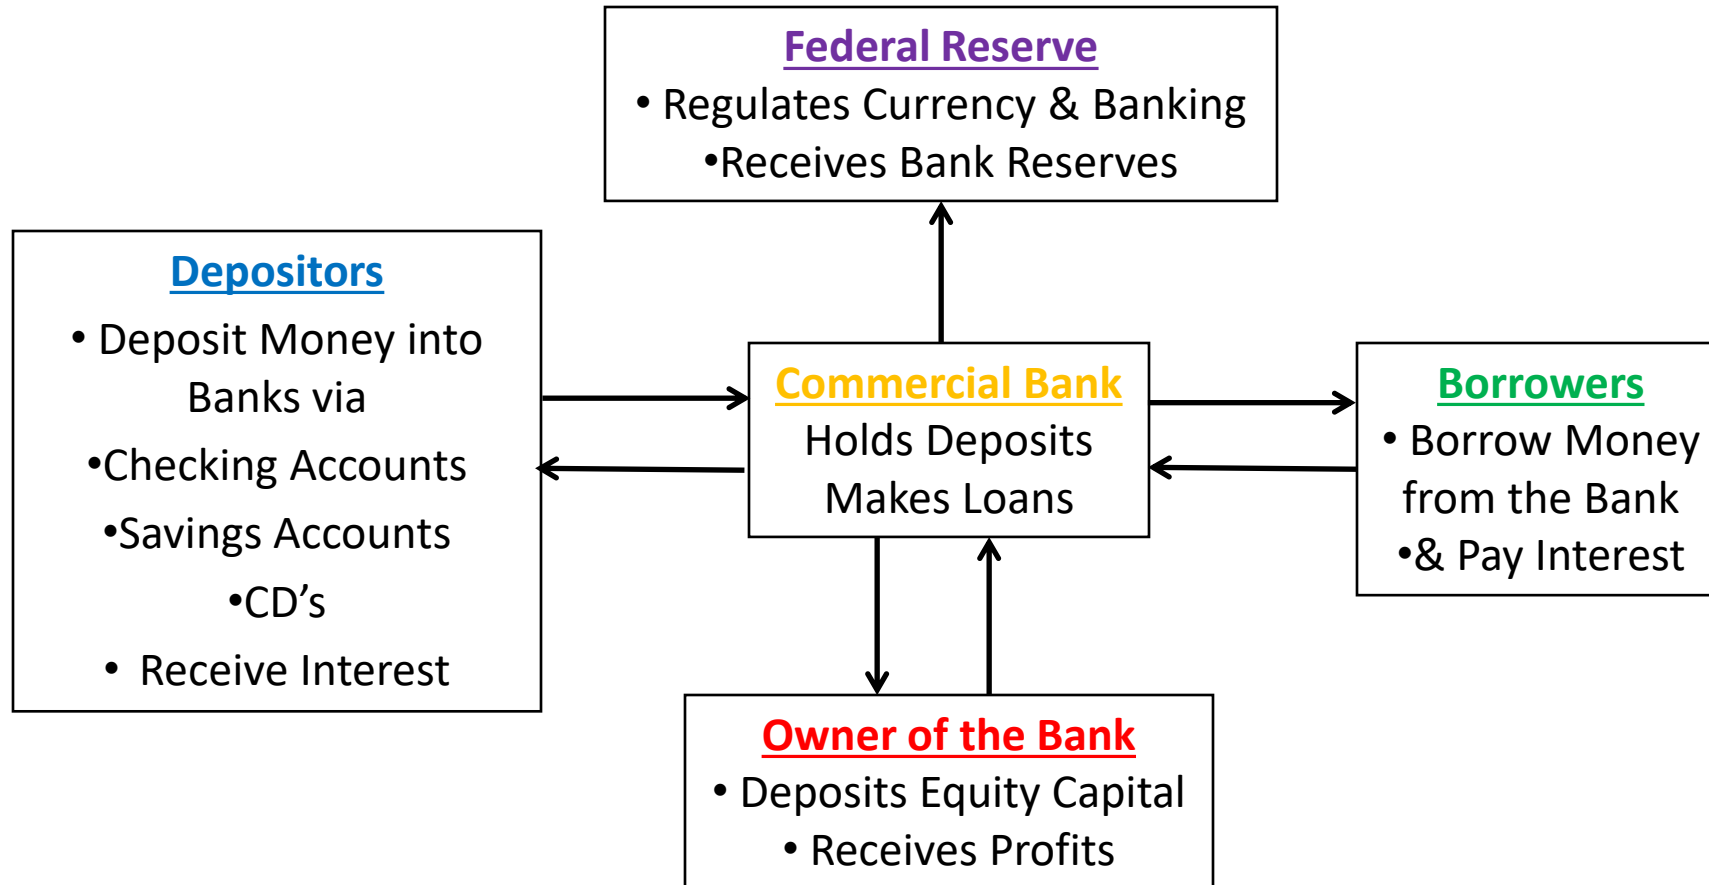 Federal Reserve
• Regulates Currency & Banking
•Receives Bank Reserves
Depositors
• Deposit Money into
Banks via
•Checking Accounts
•Savings Accounts
•CD’s
• Receive Interest
Commercial Bank
Holds Deposits
Makes Loans
Borrowers
• Borrow Money
from the Bank
•& Pay Interest
Owner of the Bank
• Deposits Equity Capital
• Receives Profits